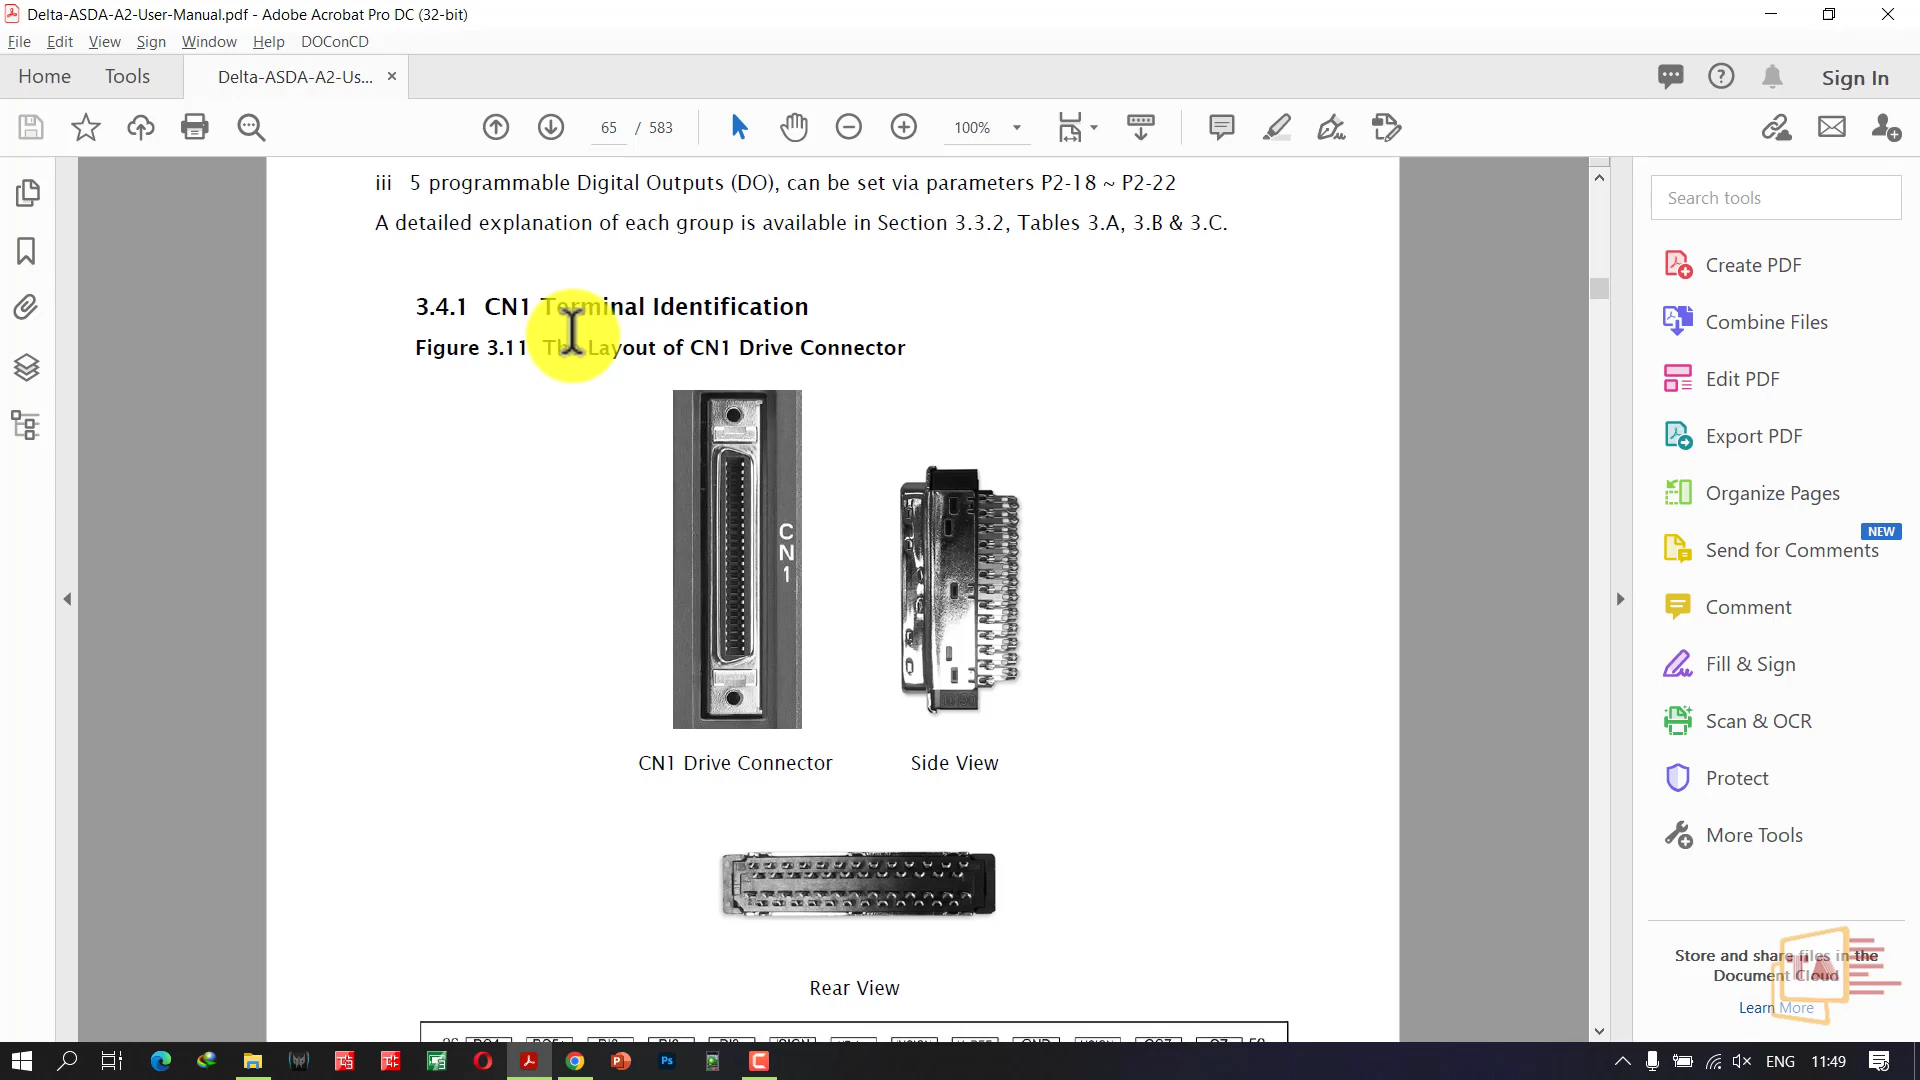 Delta-ASDA-A2-User-Manual.pdf - Adobe Acrobat Pro DC (32-bit)
File Edit View Sign Window Help DOConCD
Home Tools Delta-ASDA-A2-Us... × Sign In
65 / 583 100%
iii 5 programmable Digital Outputs (DO), can be set via parameters P2-18 ~ P2-22
A detailed explanation of each group is available in Section 3.3.2, Tables 3.A, 3.B & 3.C.
3.4.1 CN1 Terminal Identification
Figure 3.11 The Layout of CN1 Drive Connector
CN1
CN1 Drive Connector Side View
Rear View
Search tools
Create PDF
Combine Files
Edit PDF
Export PDF
Organize Pages
NEW
Send for Comments
Comment
Fill & Sign
Scan & OCR
Protect
More Tools
Store and share files in the
Document Cloud
Learn More
TA
ENG 11:49